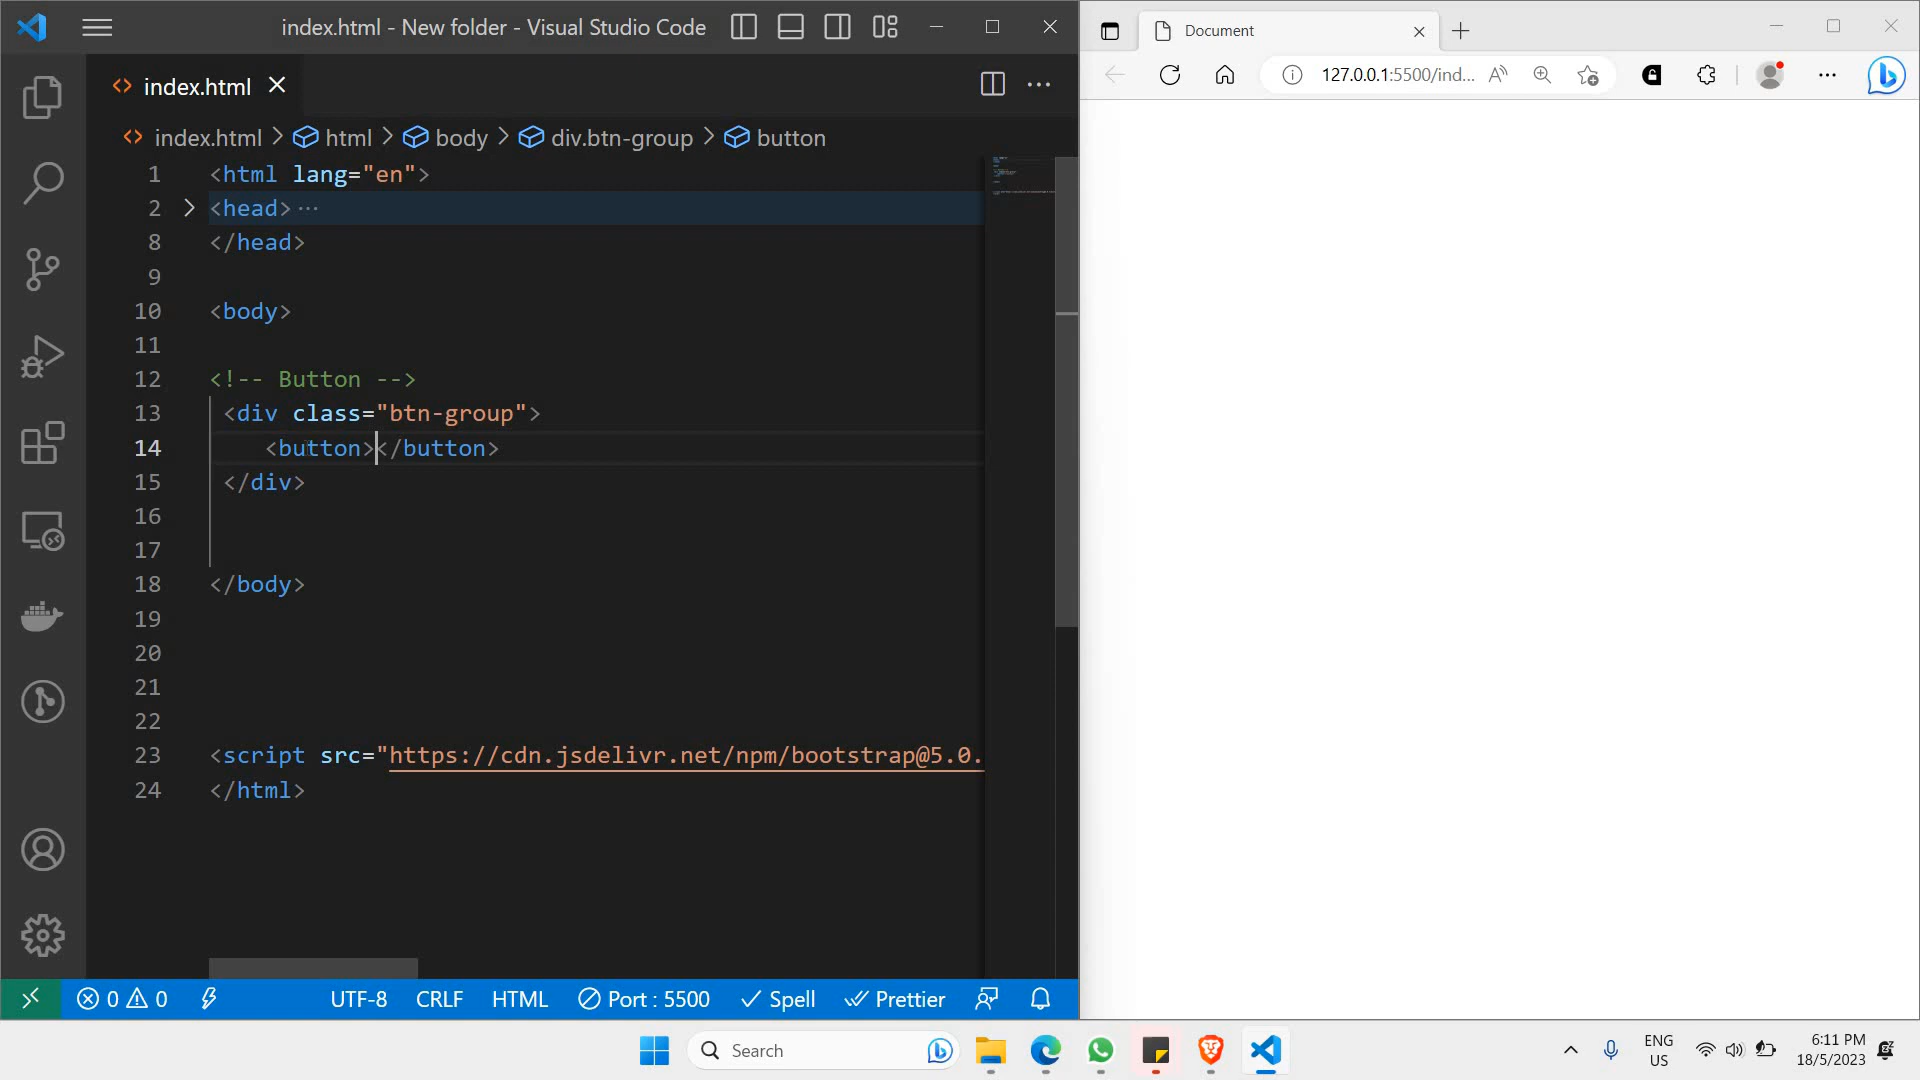 index.html - New folder - Visual Studio Code
index.html
index.html > html > body > div.btn-group > button
1 <html lang="en">
2 <head> ···
8 </head>
9
10 <body>
11
12 <!-- Button -->
13 <div class="btn-group">
14 <button></button>
15 </div>
16
17
18 </body>
19
20
21
22
23 <script src="https://cdn.jsdelivr.net/npm/bootstrap@5.0.
24 </html>
0 0 UTF-8 CRLF HTML Port : 5500 Spell Prettier
Document
127.0.0.1:5500/ind...
Search
ENG
US
6:11 PM
18/5/2023